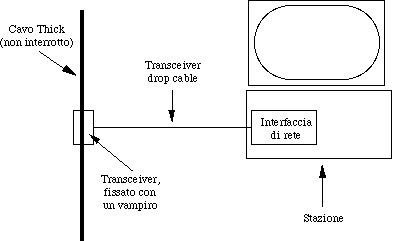 Cavo Thick
(non interrotto)
Transceiver
drop cable
Interfaccia
di rete
Transceiver,
fissato con
un vampiro
Stazione